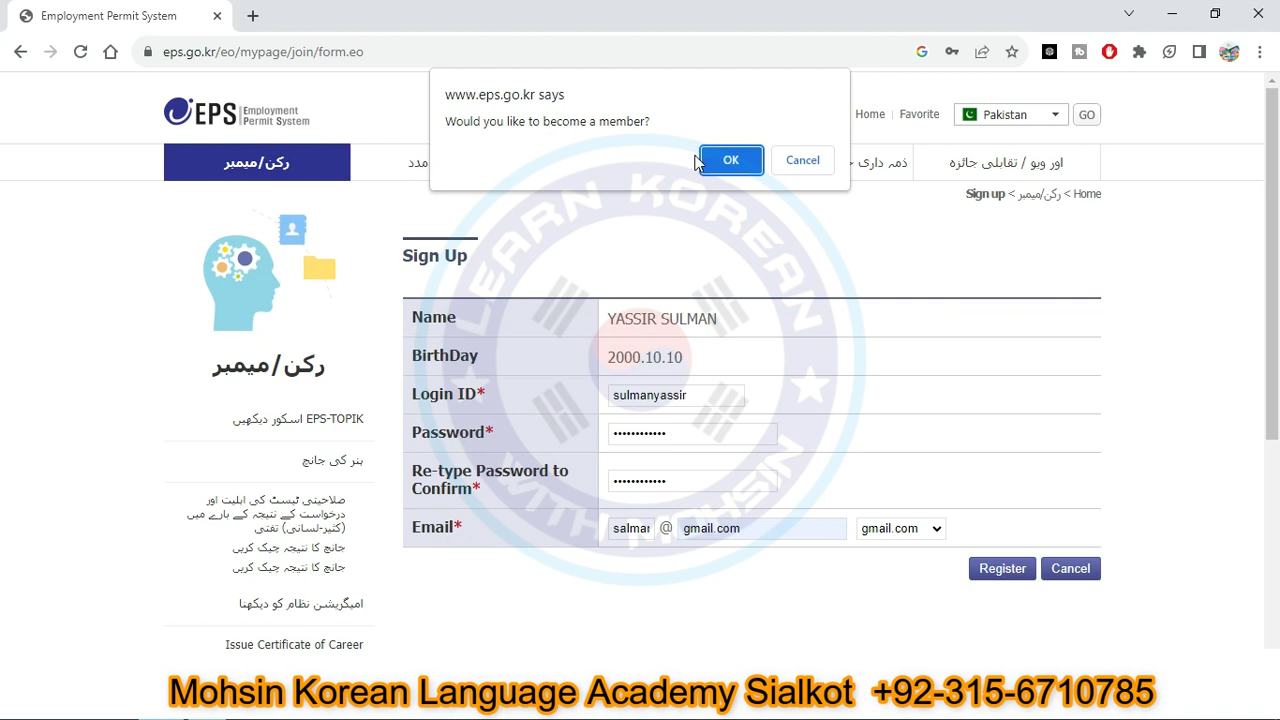 Employment Permit System
eps.go.kr/eo/mypage/join/form.eo
www.eps.go.kr says
Would you like to become a member?
OK
Cancel
EPS Employment
Permit System
Home
Favorite
Pakistan
GO
رکن/میمبر
مدد
ذمہ داری
اور ویو / تقابلی جائزہ
Sign up > رکن/میمبر > Home
Sign Up
Name
YASSIR SULMAN
BirthDay
2000.10.10
Login ID*
sulmanyassir
Password*
••••••••••••
Re-type Password to
Confirm*
••••••••••••
Email*
salmar @ gmail.com gmail.com
Register
Cancel
رکن/میمبر
EPS-TOPIK اسکور دیکھیں
ہنر کی جانچ
صلاحیتی ٹیسٹ کی اہلیت اور
درخواست کے نتیجہ کے بارے میں
(کثیر-لسانی) تفتی
جانچ کا نتیجہ چیک کریں
جانچ کا نتیجہ چیک کریں
امیگریشن نظام کو دیکھنا
Issue Certificate of Career
LEARN KOREAN
WITH MOHSIN
Mohsin Korean Language Academy Sialkot +92-315-6710785